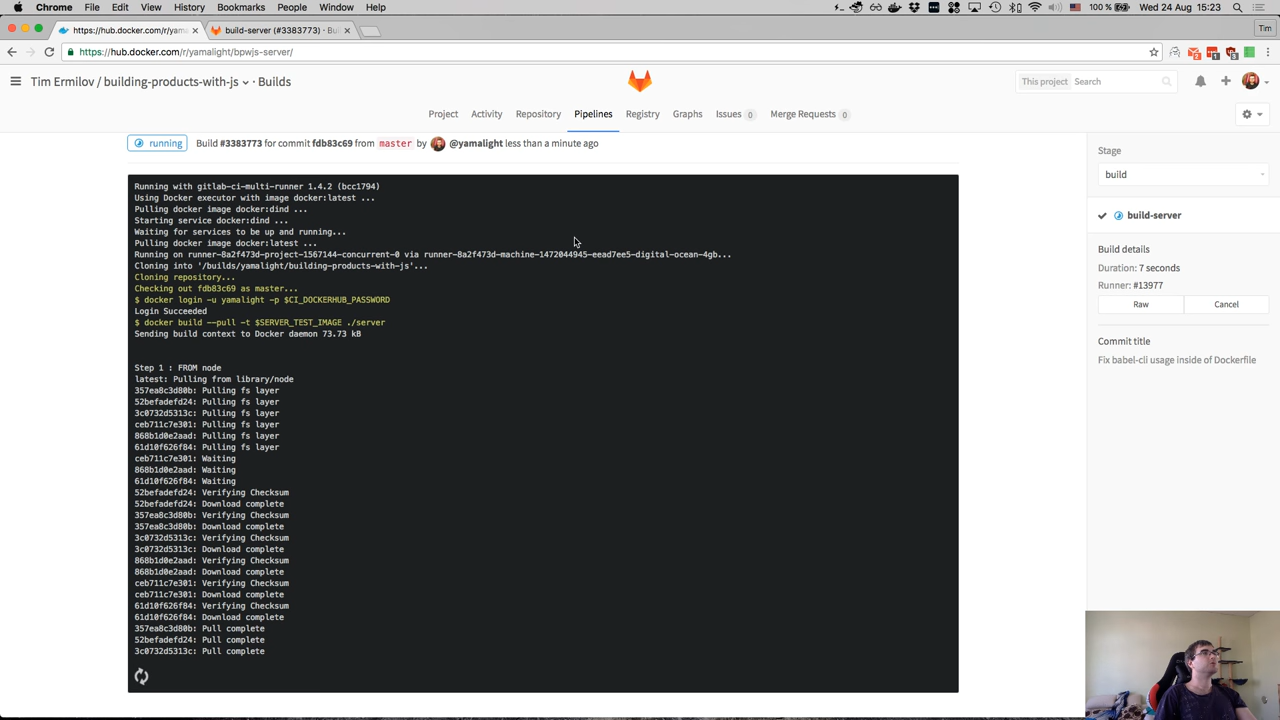 Chrome File Edit View History Bookmarks People Window Help 100 % Wed 24 Aug 15:23
https://hub.docker.com/r/yama build-server (#3383773) · Bui Tim
https://hub.docker.com/r/yamalight/bpwjs-server/
Tim Ermilov / building-products-with-js · Builds This project Search
Project Activity Repository Pipelines Registry Graphs Issues 0 Merge Requests 0
running Build #3383773 for commit fdb83c69 from master by @yamalight less than a minute ago
Running with gitlab-ci-multi-runner 1.4.2 (bcc1794)
Using Docker executor with image docker:latest ...
Pulling docker image docker:dind ...
Starting service docker:dind ...
Waiting for services to be up and running...
Pulling docker image docker:latest ...
Running on runner-8a2f473d-project-1567144-concurrent-0 via runner-8a2f473d-machine-1472044945-eead7ee5-digital-ocean-4gb...
Cloning into '/builds/yamalight/building-products-with-js'...
Cloning repository...
Checking out fdb83c69 as master...
$ docker login -u yamalight -p $CI_DOCKERHUB_PASSWORD
Login Succeeded
$ docker build --pull -t $SERVER_TEST_IMAGE ./server
Sending build context to Docker daemon 73.73 kB
Step 1 : FROM node
latest: Pulling from library/node
357ea8c3d80b: Pulling fs layer
52befadefd24: Pulling fs layer
3c0732d5313c: Pulling fs layer
ceb711c7e301: Pulling fs layer
868b1d0e2aad: Pulling fs layer
61d10f626f84: Pulling fs layer
ceb711c7e301: Waiting
868b1d0e2aad: Waiting
61d10f626f84: Waiting
52befadefd24: Verifying Checksum
52befadefd24: Download complete
357ea8c3d80b: Verifying Checksum
357ea8c3d80b: Download complete
3c0732d5313c: Verifying Checksum
3c0732d5313c: Download complete
868b1d0e2aad: Verifying Checksum
868b1d0e2aad: Download complete
ceb711c7e301: Verifying Checksum
ceb711c7e301: Download complete
61d10f626f84: Verifying Checksum
61d10f626f84: Download complete
357ea8c3d80b: Pull complete
52befadefd24: Pull complete
3c0732d5313c: Pull complete
Stage
build
build-server
Build details
Duration: 7 seconds
Runner: #13977
Raw Cancel
Commit title
Fix babel-cli usage inside of Dockerfile